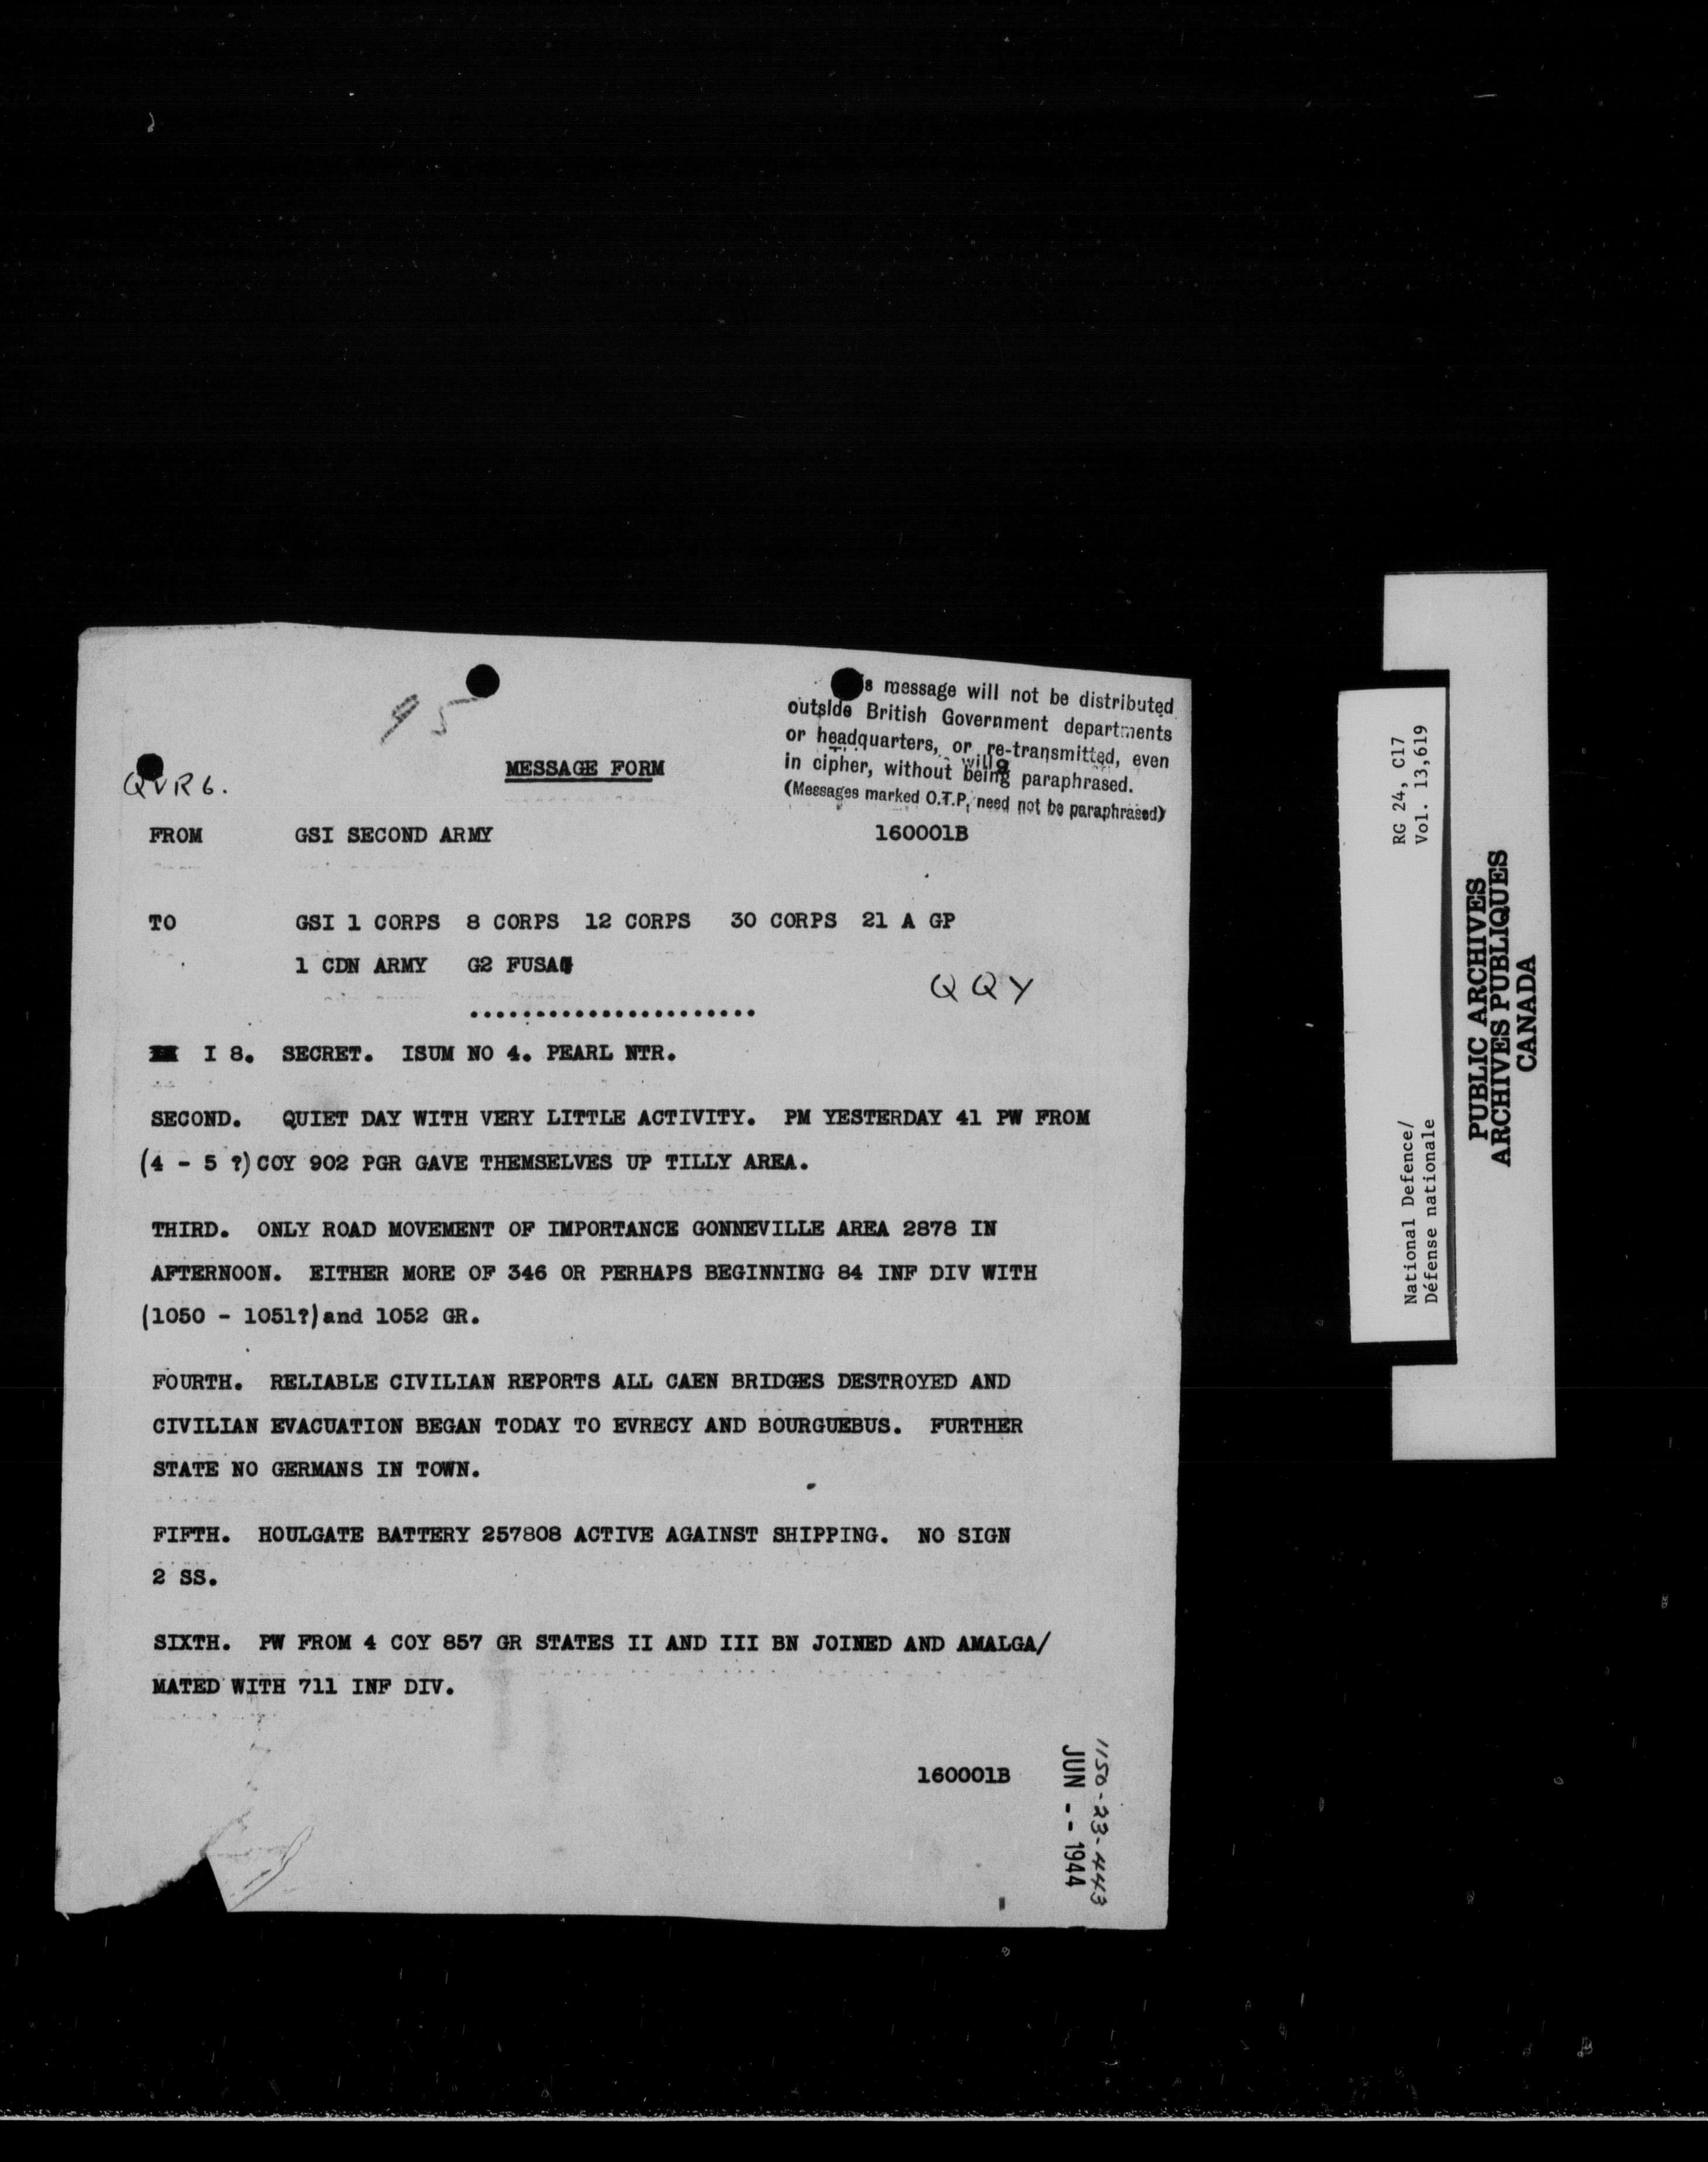 95
s message will not be distributed
outside British Government departments
or headquarters, or re-transmitted, even
in cipher, without being paraphrased.
(Messages marked O.T.P. need not be paraphrased)
QVR6.
MESSAGE FORM
FROM GSI SECOND ARMY 160001B
TO GSI 1 CORPS 8 CORPS 12 CORPS 30 CORPS 21 A GP
1 CDN ARMY G2 FUSAG
QQY
......................
I 8. SECRET. ISUM NO 4. PEARL NTR.
SECOND. QUIET DAY WITH VERY LITTLE ACTIVITY. PM YESTERDAY 41 PW FROM
(4 - 5 ?) COY 902 PGR GAVE THEMSELVES UP TILLY AREA.
THIRD. ONLY ROAD MOVEMENT OF IMPORTANCE GONNEVILLE AREA 2878 IN
AFTERNOON. EITHER MORE OF 346 OR PERHAPS BEGINNING 84 INF DIV WITH
(1050 - 1051?) and 1052 GR.
FOURTH. RELIABLE CIVILIAN REPORTS ALL CAEN BRIDGES DESTROYED AND
CIVILIAN EVACUATION BEGAN TODAY TO EVRECY AND BOURGUEBUS. FURTHER
STATE NO GERMANS IN TOWN.
FIFTH. HOULGATE BATTERY 257808 ACTIVE AGAINST SHIPPING. NO SIGN
2 SS.
SIXTH. PW FROM 4 COY 857 GR STATES II AND III BN JOINED AND AMALGA/
MATED WITH 711 INF DIV.
160001B
1150-23-4443
JUN -- 1944
RG 24, C17
Vol. 13,619
National Defence/
Défense nationale
PUBLIC ARCHIVES
ARCHIVES PUBLIQUES
CANADA